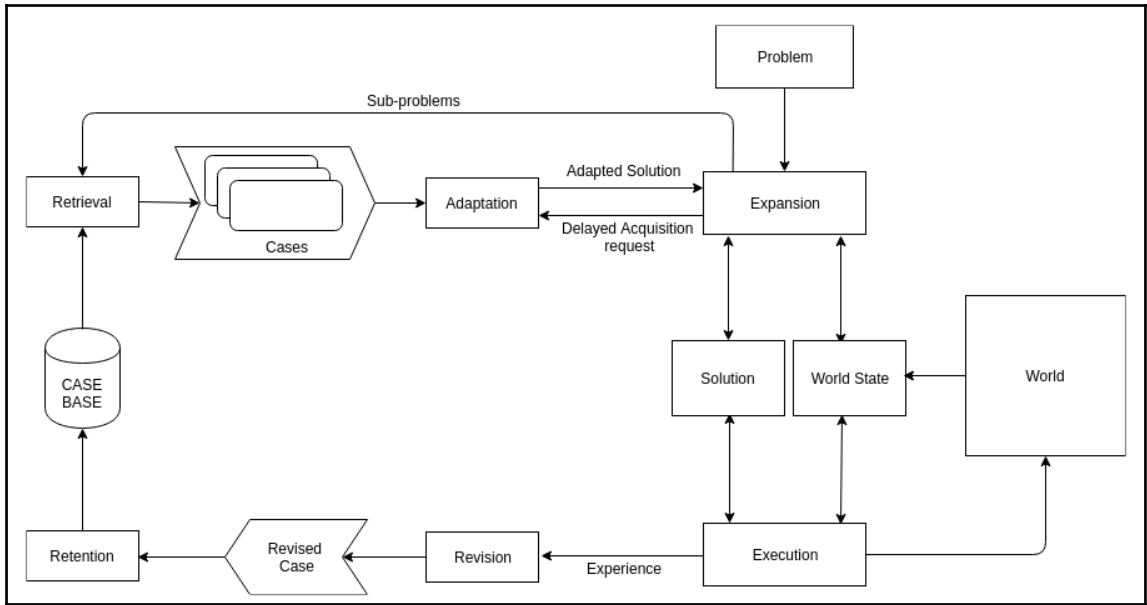 Problem
Sub-problems
Retrieval
Cases
Adaptation
Adapted Solution
Delayed Acquisition
request
Expansion
CASE
BASE
Solution
World State
World
Retention
Revised
Case
Revision
Experience
Execution